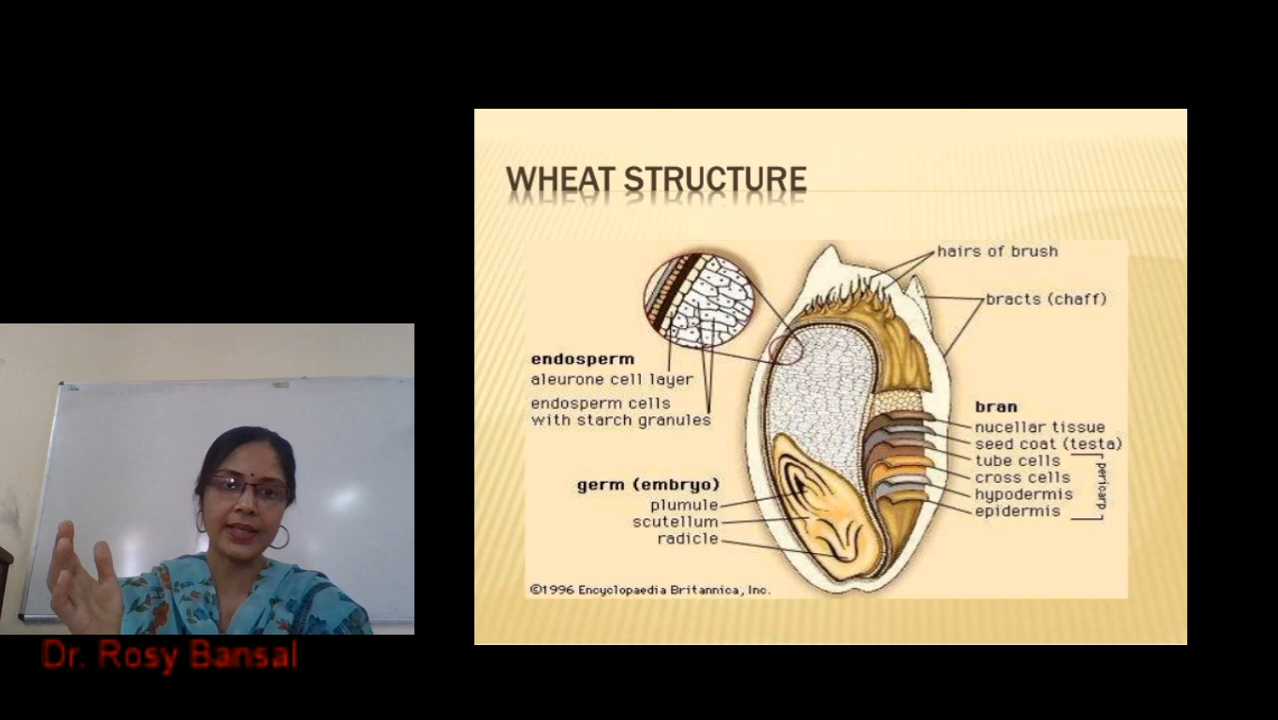 WHEAT STRUCTURE
hairs of brush
bracts (chaff)
endosperm
aleurone cell layer
endosperm cells
with starch granules
bran
nucellar tissue
seed coat (testa)
tube cells
cross cells
hypodermis
epidermis
pericarp
germ (embryo)
plumule
scutellum
radicle
©1996 Encyclopaedia Britannica, Inc.
Dr. Rosy Bansal